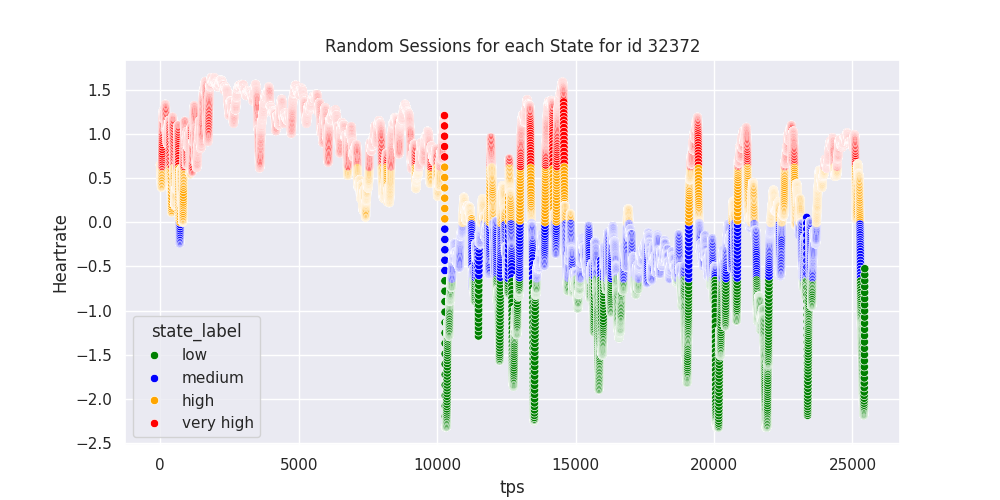 Random Sessions for each State for id 32372
Heartrate
1.5
1.0
0.5
0.0
−0.5
−1.0
−1.5
−2.0
−2.5
state_label
low
medium
high
very high
0
5000
10000
15000
20000
25000
tps